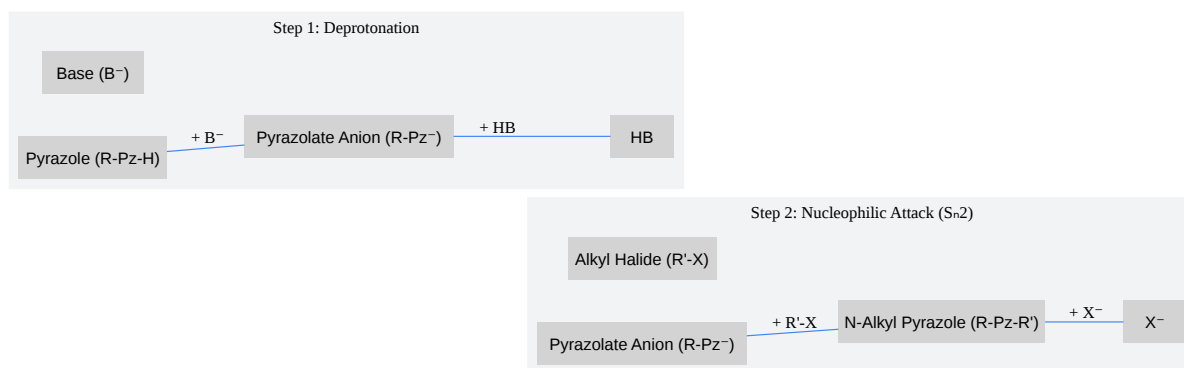 Step 1: Deprotonation
Base (B⁻)
+ B⁻
Pyrazole (R-Pz-H)
Pyrazolate Anion (R-Pz⁻)
+ HB
HB
Step 2: Nucleophilic Attack (Sₙ2)
Alkyl Halide (R'-X)
Pyrazolate Anion (R-Pz⁻)
+ R'-X
N-Alkyl Pyrazole (R-Pz-R')
+ X⁻
X⁻